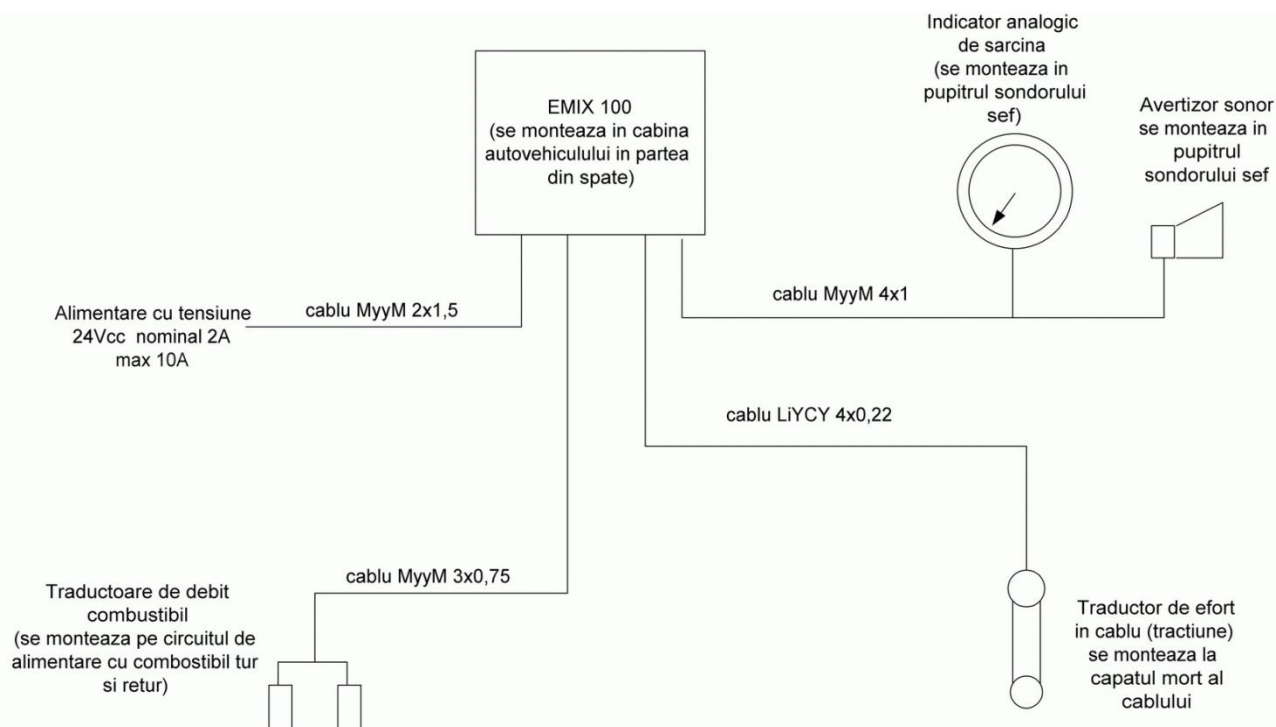 Indicator analogic
de sarcina
(se monteaza in
pupitrul sondorului
sef)
Avertizor sonor
se monteaza in
pupitrul
sondorului sef
EMIX 100
(se monteaza in cabina
autovehiculului in partea
din spate)
Alimentare cu tensiune
24Vcc nominal 2A
max 10A
cablu MyyM 2x1,5
cablu MyyM 4x1
cablu LiYCY 4x0,22
cablu MyyM 3x0,75
Traductoare de debit
combustibil
(se monteaza pe circuitul de
alimentare cu combostibil tur
si retur)
Traductor de efort
in cablu (tractiune)
se monteaza la
capatul mort al
cablului